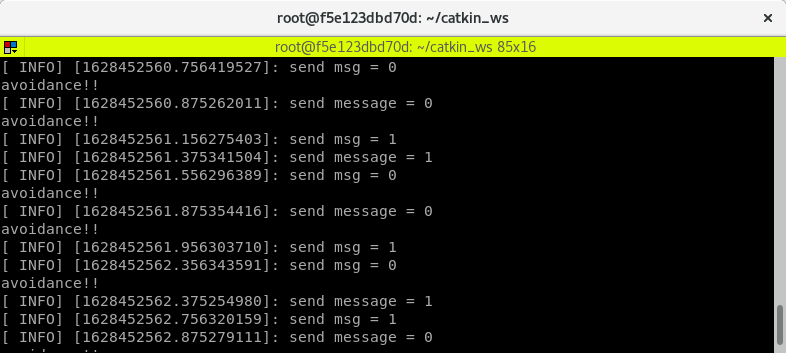 root@f5e123dbd70d: ~/catkin_ws
root@f5e123dbd70d: ~/catkin_ws 85x16
[ INFO] [1628452560.756419527]: send msg = 0
avoidance!!
[ INFO] [1628452560.875262011]: send message = 0
avoidance!!
[ INFO] [1628452561.156275403]: send msg = 1
[ INFO] [1628452561.375341504]: send message = 1
[ INFO] [1628452561.556296389]: send msg = 0
avoidance!!
[ INFO] [1628452561.875354416]: send message = 0
avoidance!!
[ INFO] [1628452561.956303710]: send msg = 1
[ INFO] [1628452562.356343591]: send msg = 0
avoidance!!
[ INFO] [1628452562.375254980]: send message = 1
[ INFO] [1628452562.756320159]: send msg = 1
[ INFO] [1628452562.875279111]: send message = 0
avoidance!!